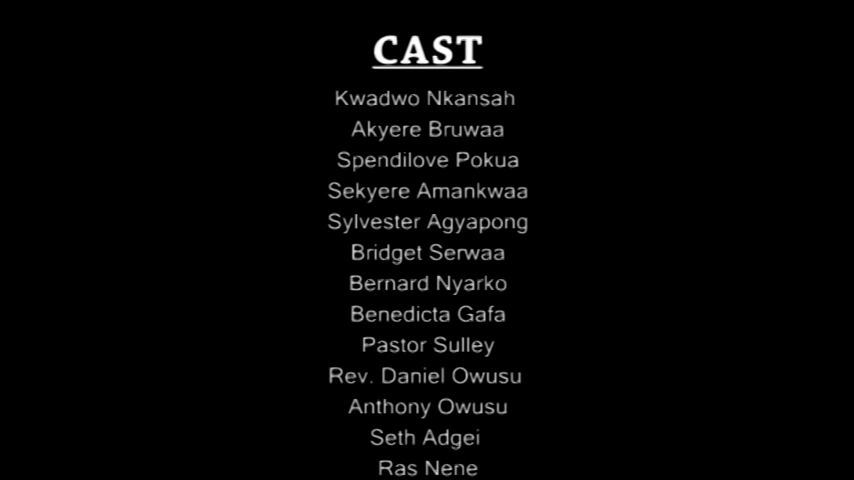 CAST
Kwadwo Nkansah
Akyere Bruwaa
Spendilove Pokua
Sekyere Amankwaa
Sylvester Agyapong
Bridget Serwaa
Bernard Nyarko
Benedicta Gafa
Pastor Sulley
Rev. Daniel Owusu
Anthony Owusu
Seth Adgei
Ras Nene